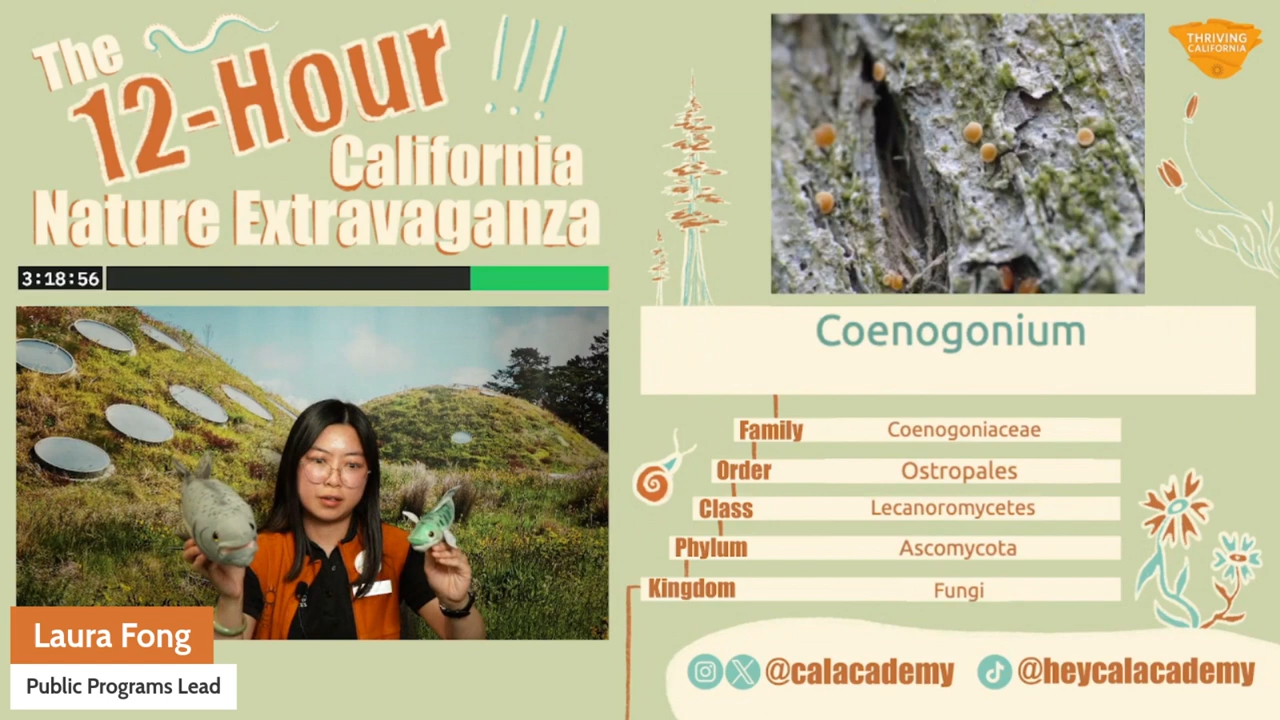 The
12-Hour
California
Nature Extravaganza
!!!
3:18:56
THRIVING
CALIFORNIA
Coenogonium
Family Coenogoniaceae
Order Ostropales
Class Lecanoromycetes
Phylum Ascomycota
Kingdom Fungi
Laura Fong
Public Programs Lead
@calacademy @heycalacademy